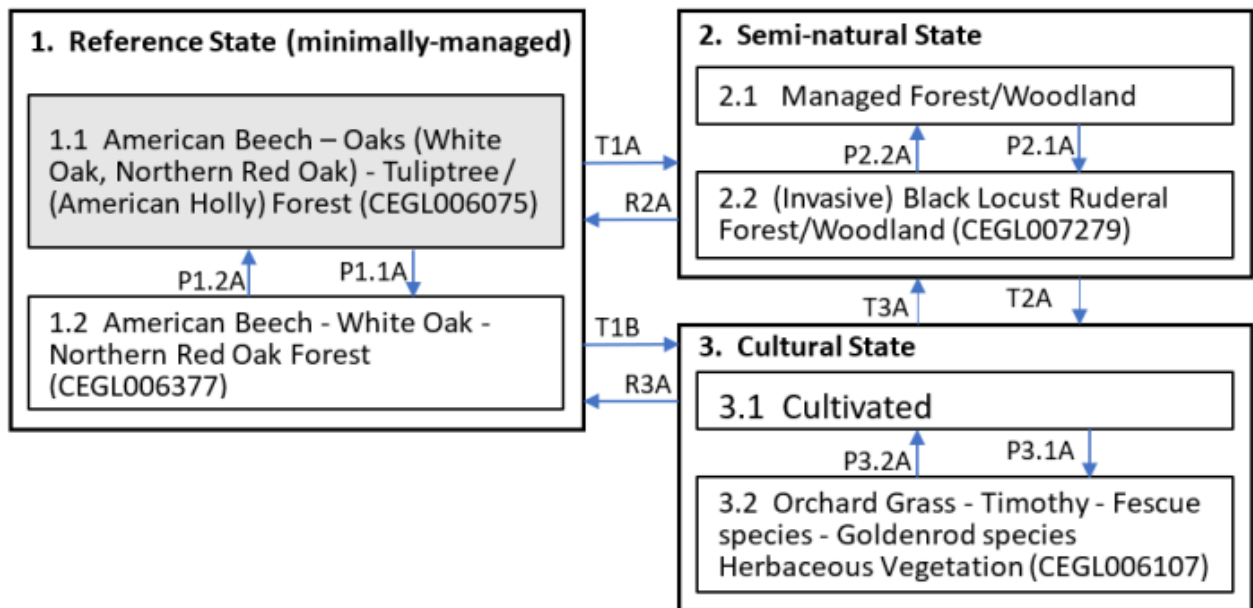 1. Reference State (minimally-managed)
1.1 American Beech – Oaks (White
Oak, Northern Red Oak) - Tuliptree /
(American Holly) Forest (CEGL006075)
P1.2A
P1.1A
1.2 American Beech - White Oak -
Northern Red Oak Forest
(CEGL006377)
T1A
R2A
T1B
R3A
2. Semi-natural State
2.1 Managed Forest/Woodland
P2.2A
P2.1A
2.2 (Invasive) Black Locust Ruderal
Forest/Woodland (CEGL007279)
T3A
T2A
3. Cultural State
3.1 Cultivated
P3.2A
P3.1A
3.2 Orchard Grass - Timothy - Fescue
species - Goldenrod species
Herbaceous Vegetation (CEGL006107)